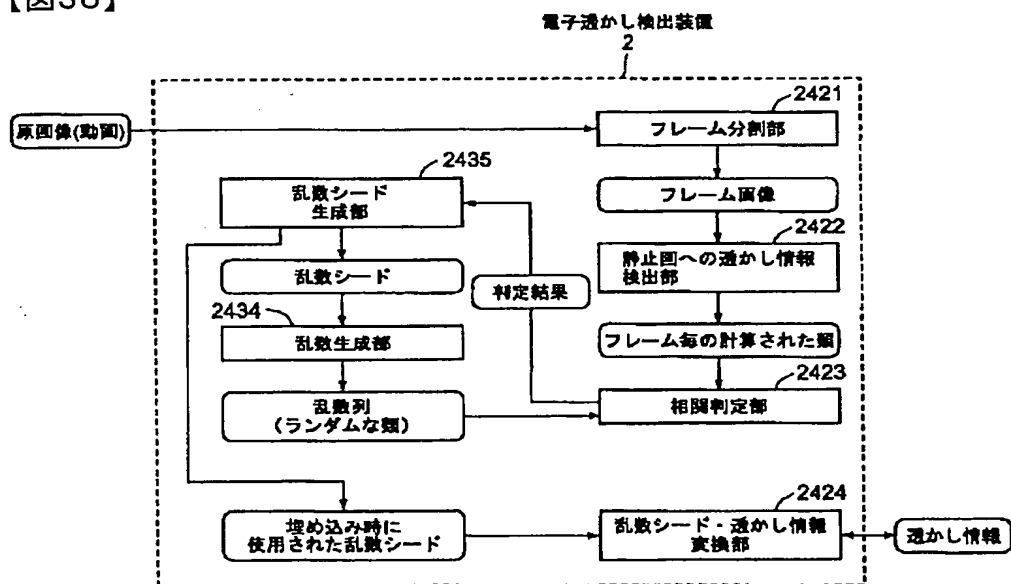 電子透かし検出装置
2
原画像(動画)
2421
フレーム分割部
2435
乱数シード
生成部
フレーム画像
2422
静止画への透かし情報
検出部
乱数シード
判定結果
2434
乱数生成部
フレーム毎の計算された類
2423
相関判定部
乱数列
(ランダムな類)
2424
埋め込み時に
使用された乱数シード
乱数シード・透かし情報
変換部
透かし情報